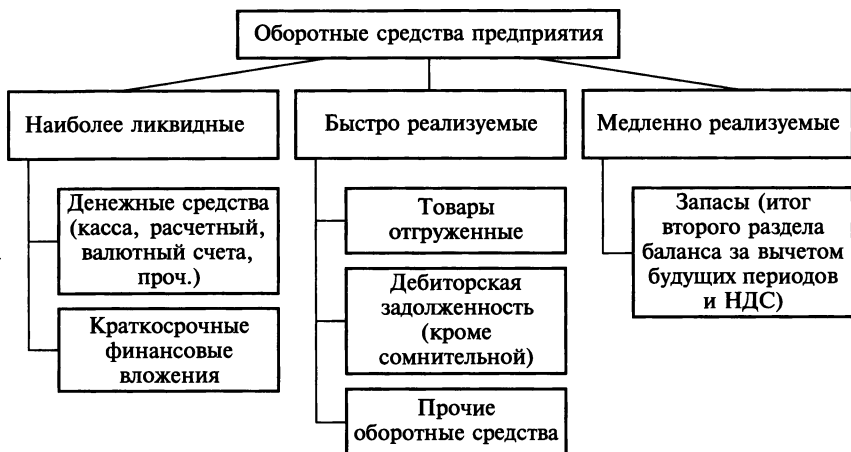 Оборотные средства предприятия
Наиболее ликвидные
Быстро реализуемые
Медленно реализуемые
Денежные средства
(касса, расчетный,
валютный счета,
проч.)
Краткосрочные
финансовые
вложения
Товары
отгруженные
Дебиторская
задолженность
(кроме
сомнительной)
Прочие
оборотные средства
Запасы (итог
второго раздела
баланса за вычетом
будущих периодов
и НДС)